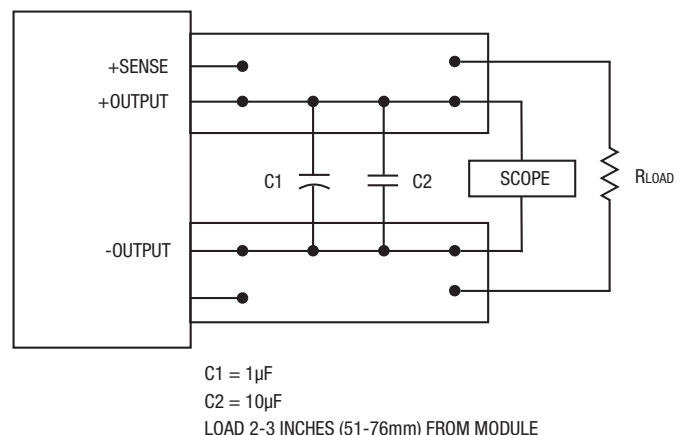 +SENSE
+OUTPUT
C1
C2
SCOPE
RLOAD
-OUTPUT
C1 = 1µF
C2 = 10µF
LOAD 2-3 INCHES (51-76mm) FROM MODULE